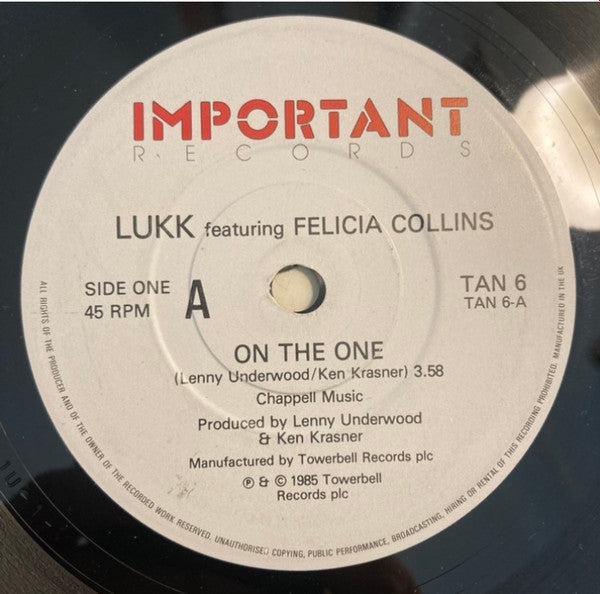 IMPORTANT
RECORDS
LUKK featuring FELICIA COLLINS
SIDE ONE
45 RPM
A
TAN 6
TAN 6-A
ON THE ONE
(Lenny Underwood/Ken Krasner) 3.58
Chappell Music
Produced by Lenny Underwood
& Ken Krasner
Manufactured by Towerbell Records plc
℗ & © 1985 Towerbell
Records plc
ALL RIGHTS OF THE PRODUCER AND OF THE OWNER OF THE RECORDED WORK RESERVED. UNAUTHORISED COPYING, PUBLIC PERFORMANCE, BROADCASTING, HIRING OR RENTAL OF THIS RECORDING PROHIBITED. MANUFACTURED IN THE UK